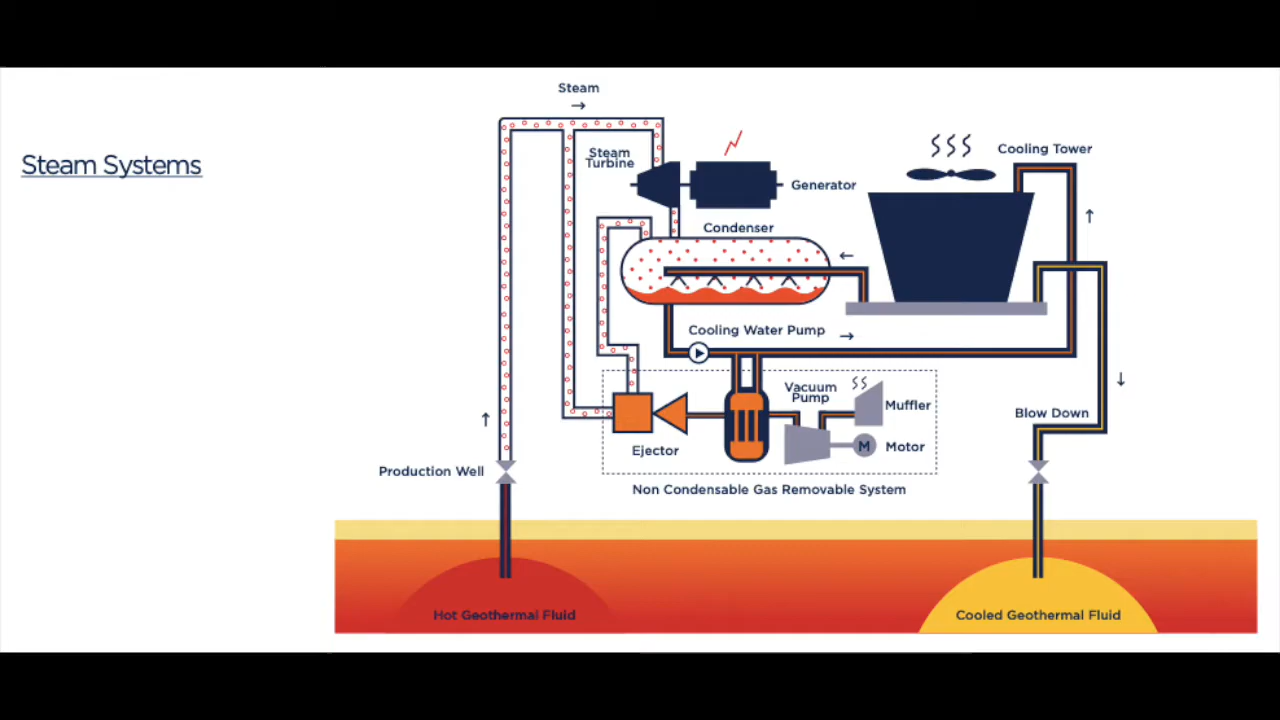 Steam
Steam Systems
Steam
Turbine
Cooling Tower
Generator
Condenser
Cooling Water Pump
Vacuum
Pump
Muffler
Blow Down
Ejector
M
Motor
Production Well
Non Condensable Gas Removable System
Hot Geothermal Fluid
Cooled Geothermal Fluid